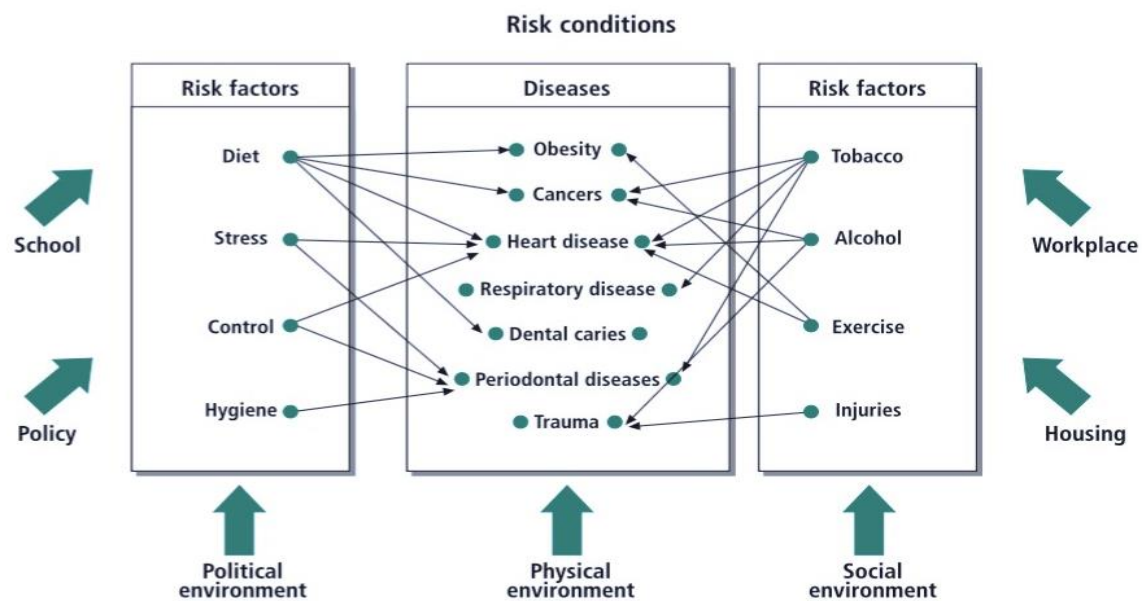 Risk conditions
Risk factors
Diseases
Risk factors
Diet
Stress
Control
Hygiene
Obesity
Cancers
Heart disease
Respiratory disease
Dental caries
Periodontal diseases
Trauma
Tobacco
Alcohol
Exercise
Injuries
School
Policy
Workplace
Housing
Political
environment
Physical
environment
Social
environment